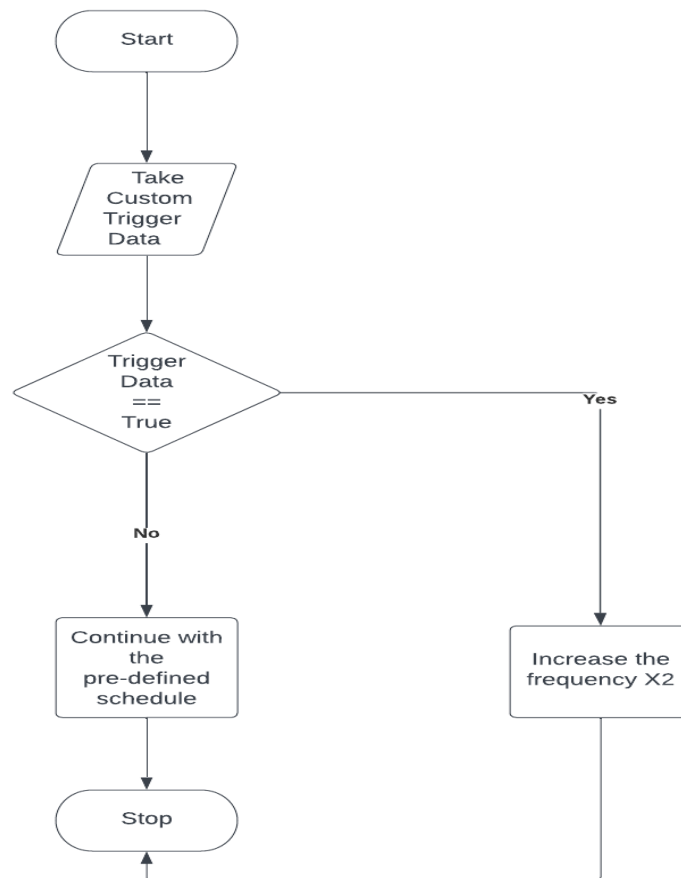 Start
Take
Custom
Trigger
Data
Trigger
Data
==
True
Yes
No
Continue with
the
pre-defined
schedule
Increase the
frequency X2
Stop